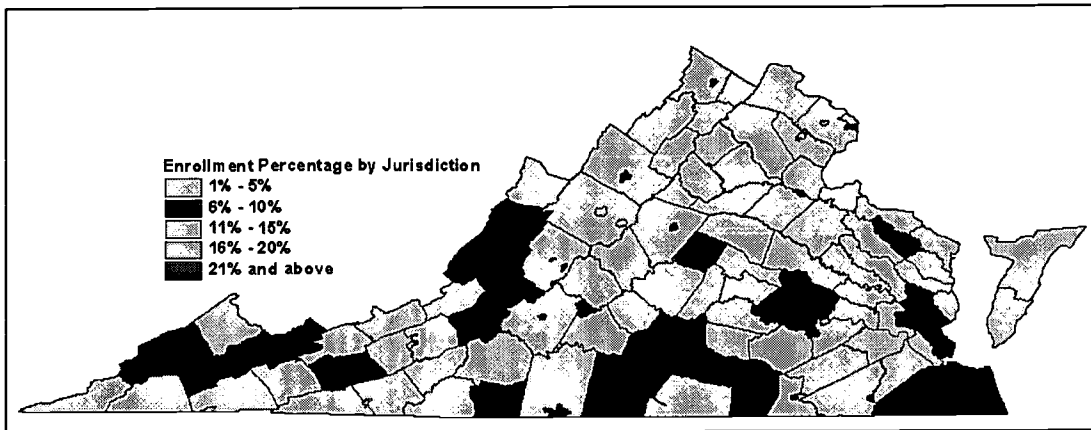 Enrollment Percentage by Jurisdiction
1% - 5%
6% - 10%
11% - 15%
16% - 20%
21% and above